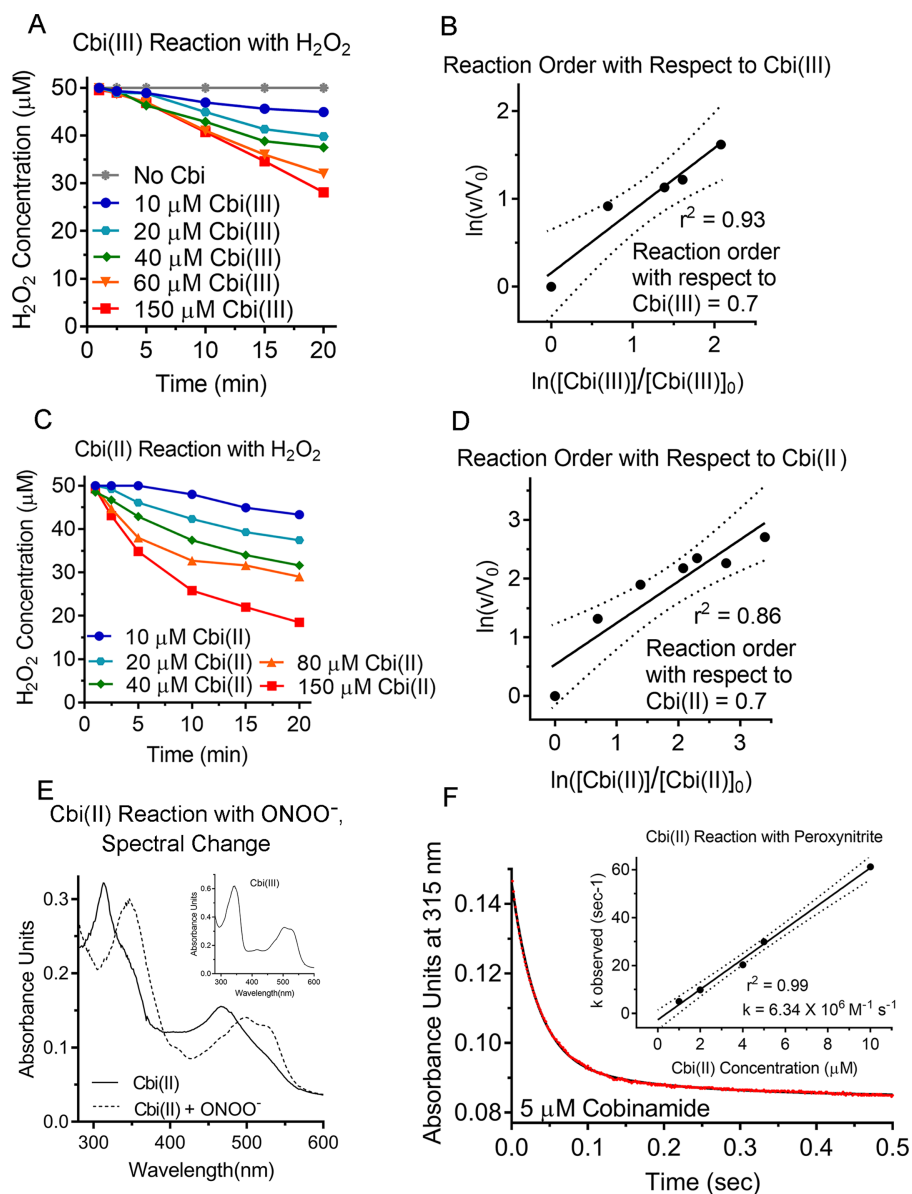 A
Cbi(III) Reaction with H₂O₂
H₂O₂ Concentration (μM)
50
40
30
20
10
0
No Cbi
10 μM Cbi(III)
20 μM Cbi(III)
40 μM Cbi(III)
60 μM Cbi(III)
150 μM Cbi(III)
0 5 10 15 20
Time (min)
B
Reaction Order with Respect to Cbi(III)
ln(v/V₀)
2
1
0
r² = 0.93
Reaction order
with respect to
Cbi(III) = 0.7
0 1 2
ln([Cbi(III)]/[Cbi(III)]₀)
C
Cbi(II) Reaction with H₂O₂
H₂O₂ Concentration (μM)
50
40
30
20
10
0
10 μM Cbi(II)
20 μM Cbi(II)
40 μM Cbi(II)
80 μM Cbi(II)
150 μM Cbi(II)
0 5 10 15 20
Time (min)
D
Reaction Order with Respect to Cbi(II)
ln(v/V₀)
3
2
1
0
r² = 0.86
Reaction order
with respect to
Cbi(II) = 0.7
0 1 2 3
ln([Cbi(II)]/[Cbi(II)]₀)
E
Cbi(II) Reaction with ONOO⁻,
Spectral Change
Absorbance Units
0.3
0.2
0.1
0.0
Cbi(III)
Absorbance Units
0.6
0.4
0.2
0.0
300 400 500 600
Wavelength(nm)
Cbi(II)
Cbi(II) + ONOO⁻
300 400 500 600
Wavelength(nm)
F
Absorbance Units at 315 nm
0.14
0.12
0.10
0.08
Cbi(II) Reaction with Peroxynitrite
k observed (sec-1)
60
40
20
0
r² = 0.99
k = 6.34 X 10⁶ M⁻¹ s⁻¹
0 2 4 6 8 10
Cbi(II) Concentration (μM)
5 μM Cobinamide
0.0 0.1 0.2 0.3 0.4 0.5
Time (sec)